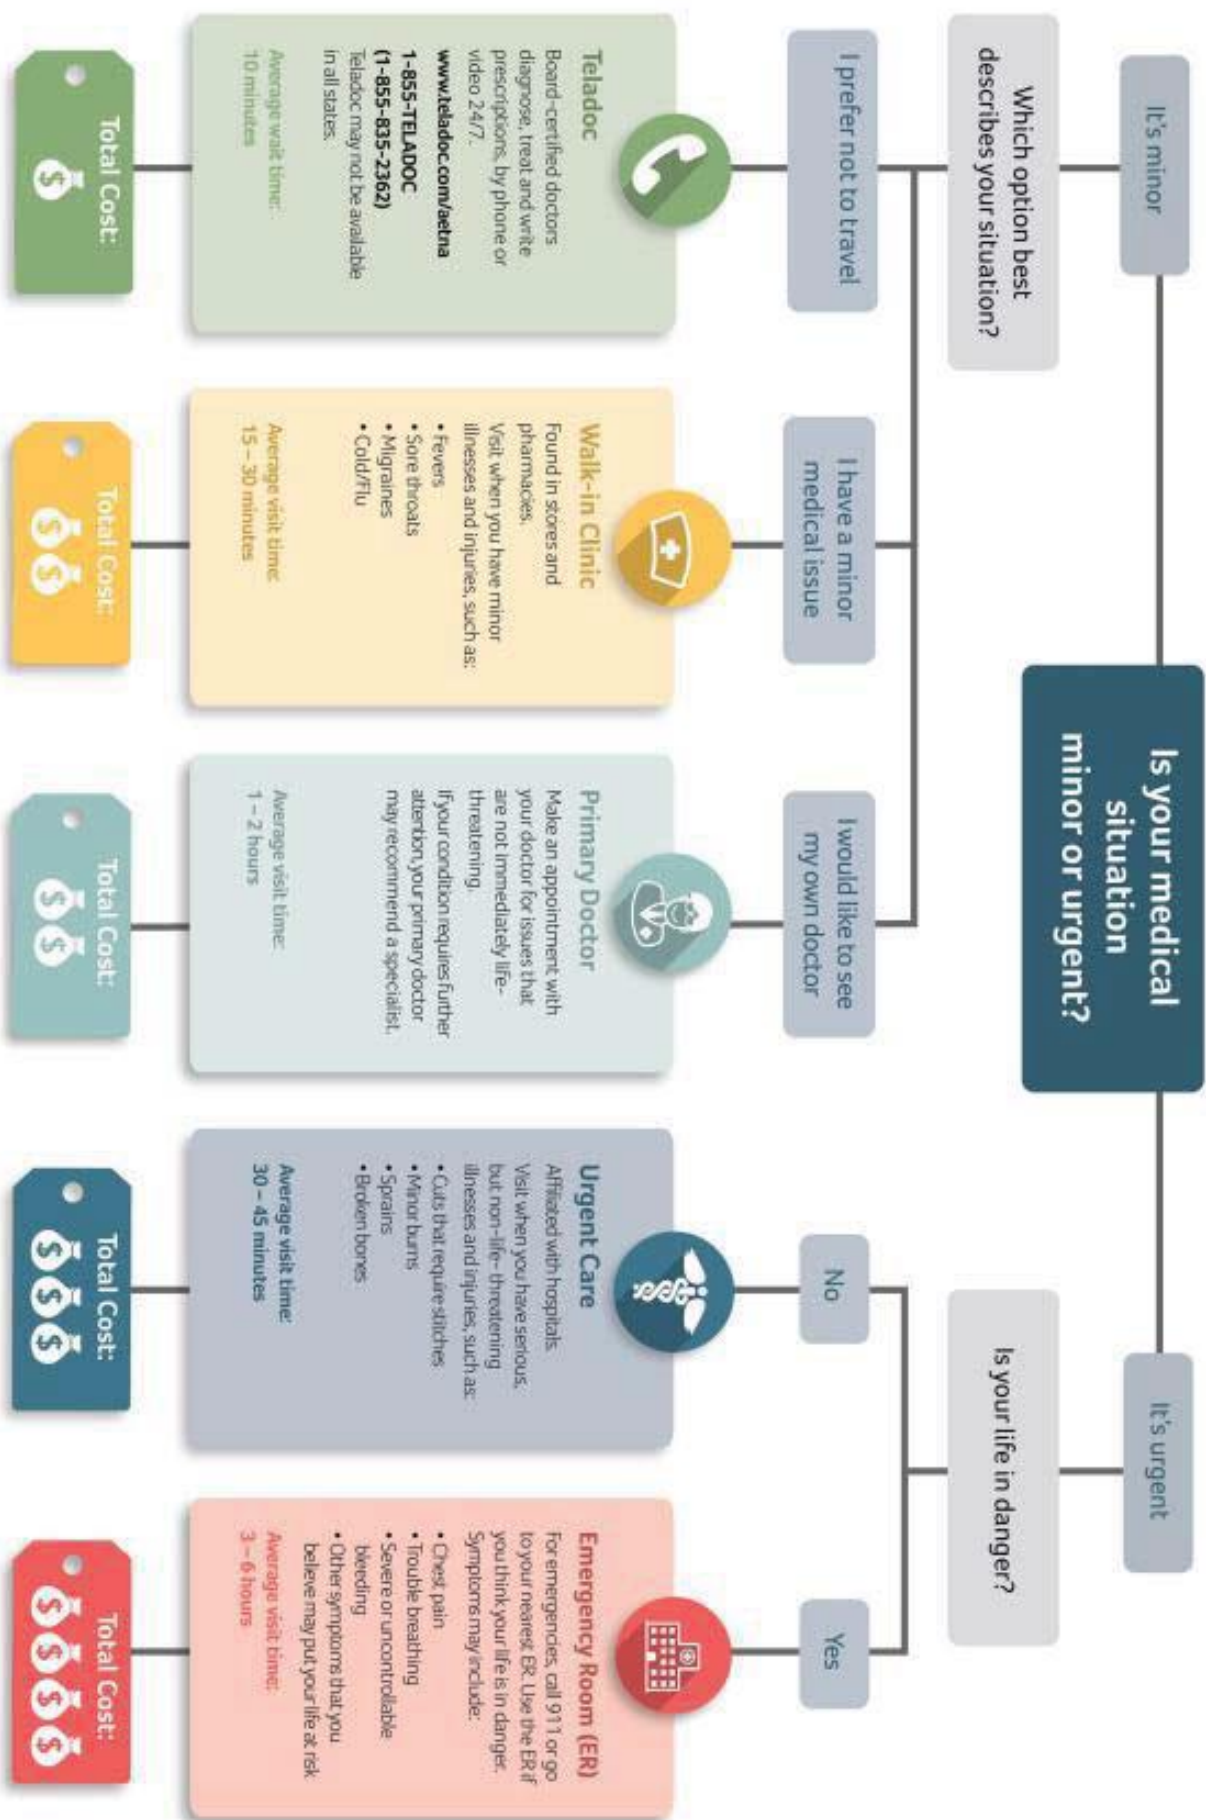 Is your medical
situation
minor or urgent?
It's minor
It's urgent
Which option best
describes your situation?
Is your life in danger?
I prefer not to travel
I have a minor
medical issue
I would like to see
my own doctor
No
Yes
Teladoc
Board-certified doctors
diagnose, treat and write
prescriptions, by phone or
video 24/7.
www.teladoc.com/aetna
1-855-TELADOC
(1-855-835-2362)
Teladoc may not be available
in all states.
Average wait time:
10 minutes
Total Cost:
$
Walk-in Clinic
Found in stores and
pharmacies.
Visit when you have minor
illnesses and injuries, such as:
• Fevers
• Sore throats
• Migraines
• Cold/Flu
Average visit time:
15 – 30 minutes
Total Cost:
$ $
Primary Doctor
Make an appointment with
your doctor for issues that
are not immediately life-
threatening.
If your condition requires further
attention, your primary doctor
may recommend a specialist.
Average visit time:
1 – 2 hours
Total Cost:
$ $
Urgent Care
Affiliated with hospitals.
Visit when you have serious,
but non-life- threatening
illnesses and injuries, such as:
• Cuts that require stitches
• Minor burns
• Sprains
• Broken bones
Average visit time:
30 – 45 minutes
Total Cost:
$ $ $
Emergency Room (ER)
For emergencies, call 911 or go
to your nearest ER. Use the ER if
you think your life is in danger.
Symptoms may include:
• Chest pain
• Trouble breathing
• Severe or uncontrollable
bleeding
• Other symptoms that you
believe may put your life at risk
Average visit time:
3 – 6 hours
Total Cost:
$ $ $ $